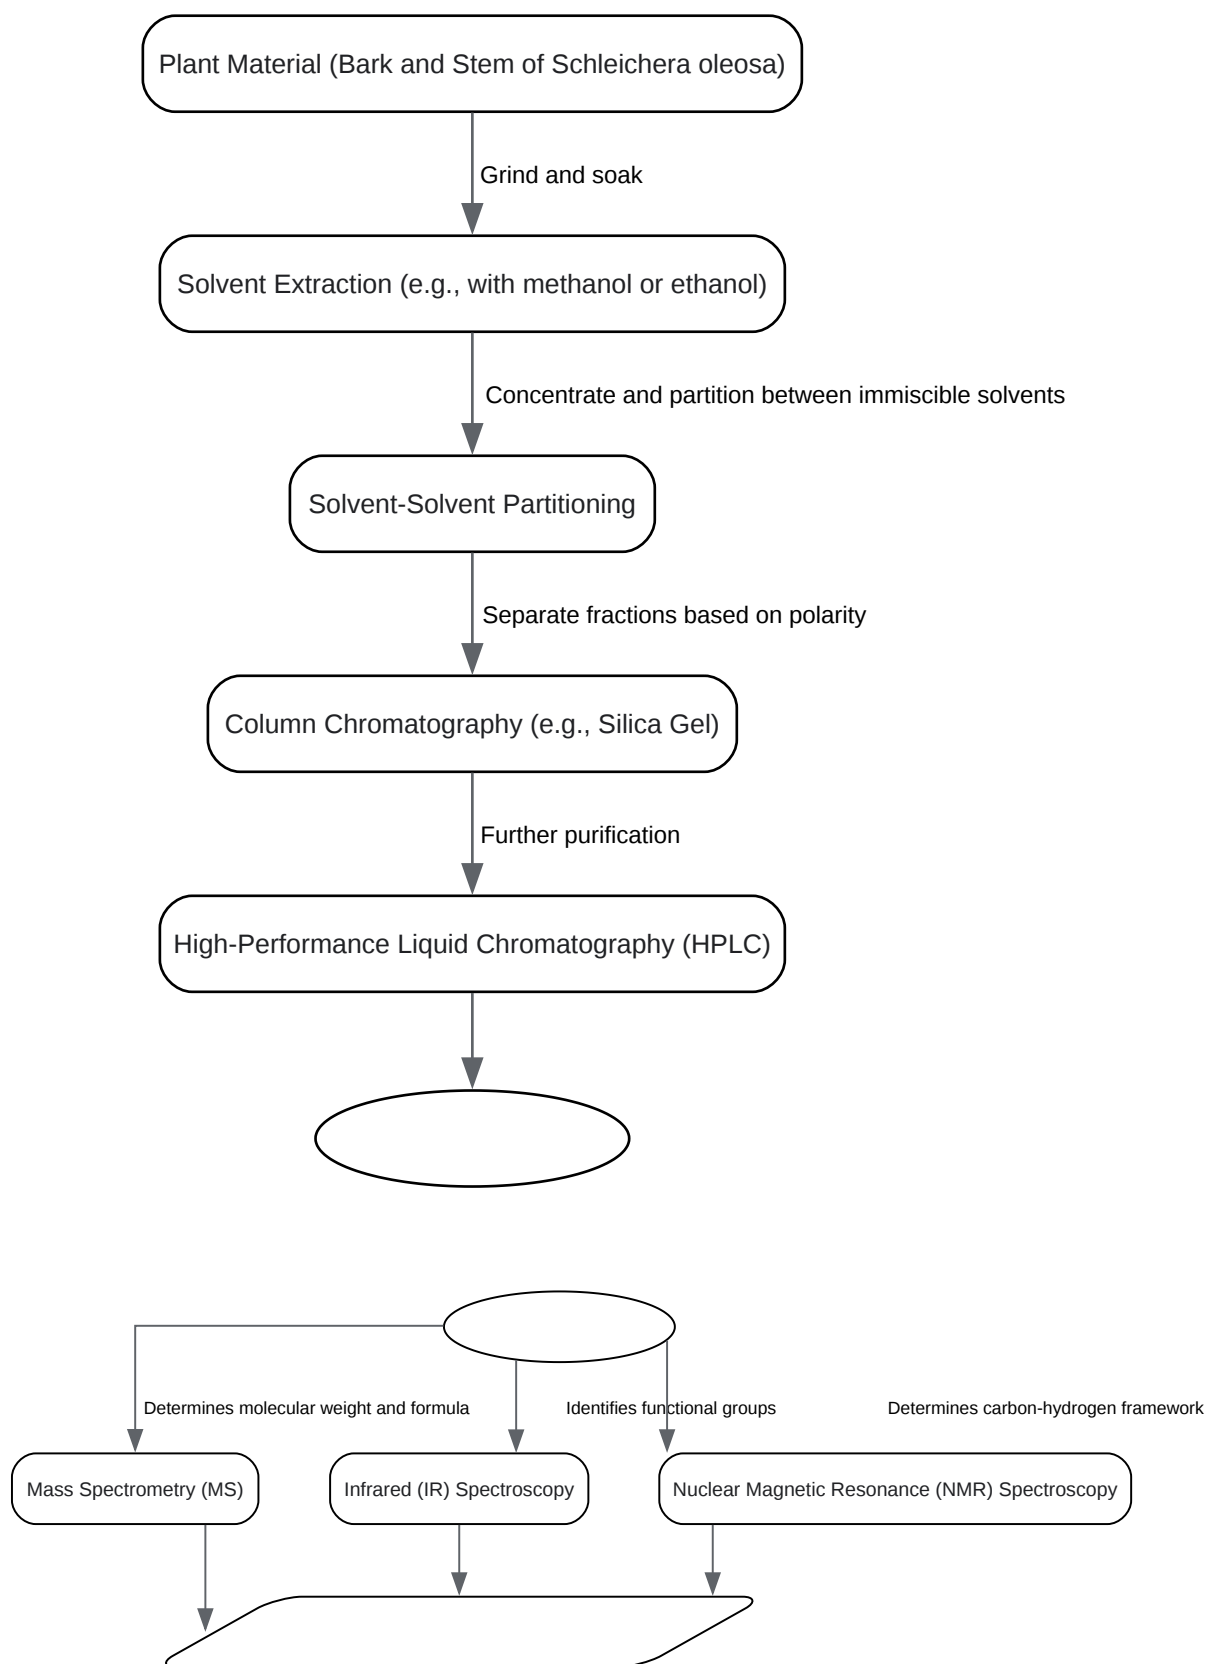 Plant Material (Bark and Stem of Schleichera oleosa)
Grind and soak
Solvent Extraction (e.g., with methanol or ethanol)
Concentrate and partition between immiscible solvents
Solvent-Solvent Partitioning
Separate fractions based on polarity
Column Chromatography (e.g., Silica Gel)
Further purification
High-Performance Liquid Chromatography (HPLC)
Determines molecular weight and formula
Identifies functional groups
Determines carbon-hydrogen framework
Mass Spectrometry (MS)
Infrared (IR) Spectroscopy
Nuclear Magnetic Resonance (NMR) Spectroscopy